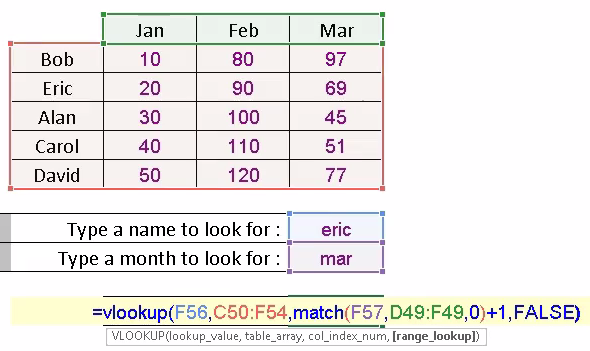 Jan Feb Mar
Bob 10 80 97
Eric 20 90 69
Alan 30 100 45
Carol 40 110 51
David 50 120 77
Type a name to look for : eric
Type a month to look for : mar
=vlookup(F56,C50:F54,match(F57,D49:F49,0)+1,FALSE)
VLOOKUP(lookup_value, table_array, col_index_num, [range_lookup])